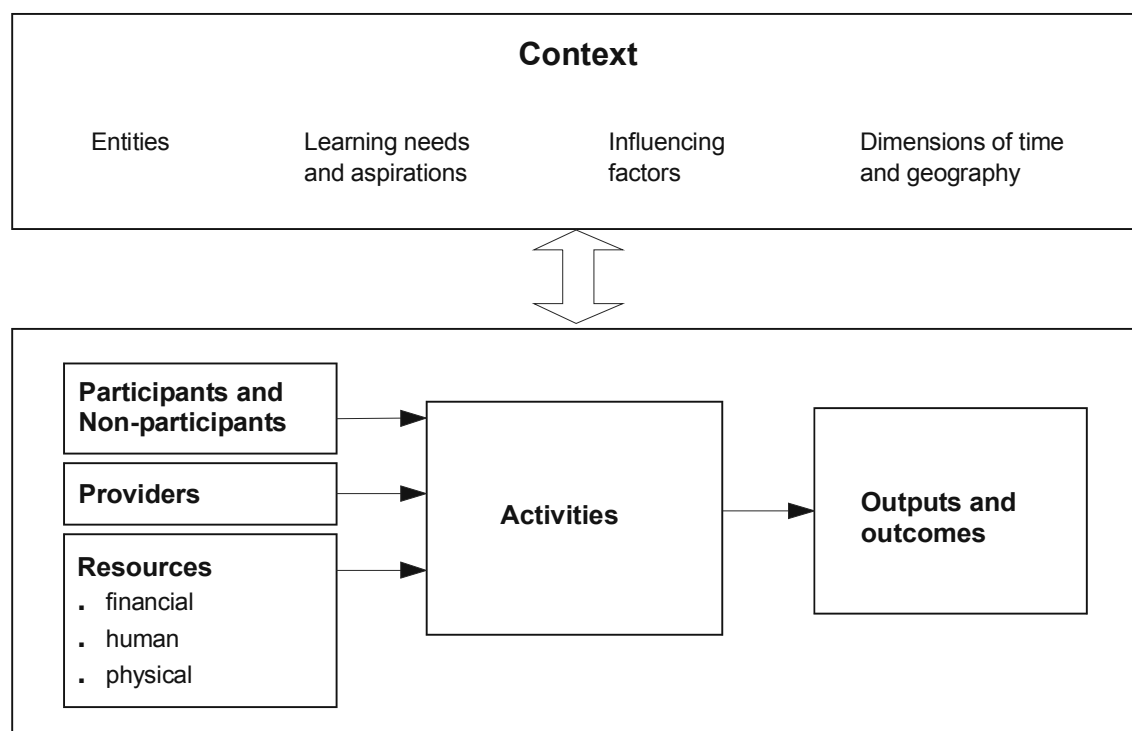 Context
Entities
Learning needs
and aspirations
Influencing
factors
Dimensions of time
and geography
Participants and
Non-participants
Providers
Resources
. financial
. human
. physical
Activities
Outputs and
outcomes